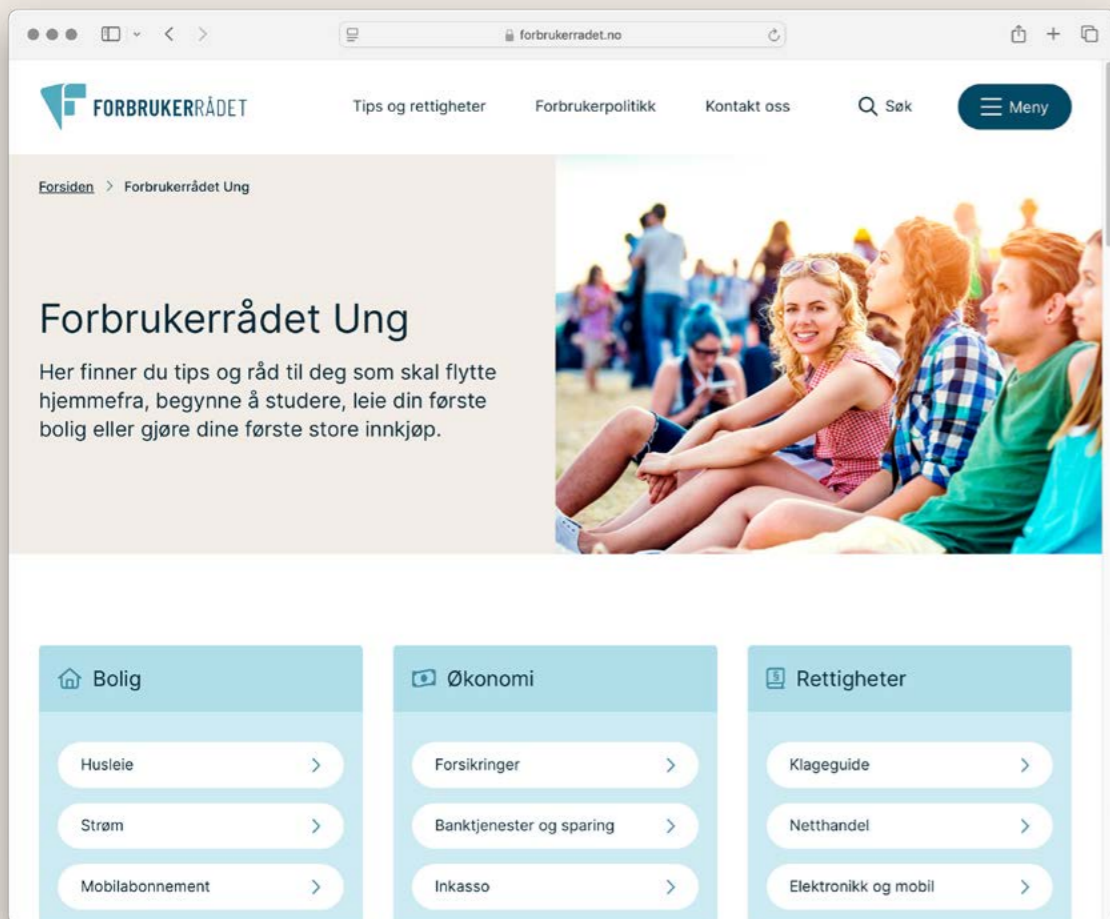 forbrukerradet.no
FORBRUKERRÅDET
Tips og rettigheter
Forbrukerpolitikk
Kontakt oss
Søk
Meny
Forsiden > Forbrukerrådet Ung
Forbrukerrådet Ung
Her finner du tips og råd til deg som skal flytte
hjemmefra, begynne å studere, leie din første
bolig eller gjøre dine første store innkjøp.
Bolig
Husleie
Strøm
Mobilabonnement
Økonomi
Forsikringer
Banktjenester og sparing
Inkasso
§ Rettigheter
Klageguide
Netthandel
Elektronikk og mobil